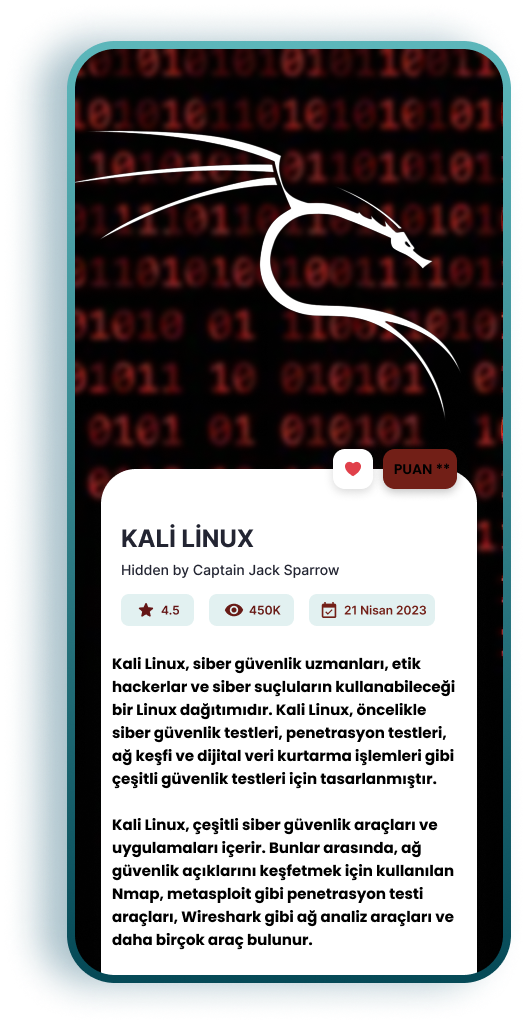 PUAN **
KALİ LİNUX
Hidden by Captain Jack Sparrow
4.5
450K
21 Nisan 2023
Kali Linux, siber güvenlik uzmanları, etik
hackerlar ve siber suçluların kullanabileceği
bir Linux dağıtımıdır. Kali Linux, öncelikle
siber güvenlik testleri, penetrasyon testleri,
ağ keşfi ve dijital veri kurtarma işlemleri gibi
çeşitli güvenlik testleri için tasarlanmıştır.
Kali Linux, çeşitli siber güvenlik araçları ve
uygulamaları içerir. Bunlar arasında, ağ
güvenlik açıklarını keşfetmek için kullanılan
Nmap, metasploit gibi penetrasyon testi
araçları, Wireshark gibi ağ analiz araçları ve
daha birçok araç bulunur.